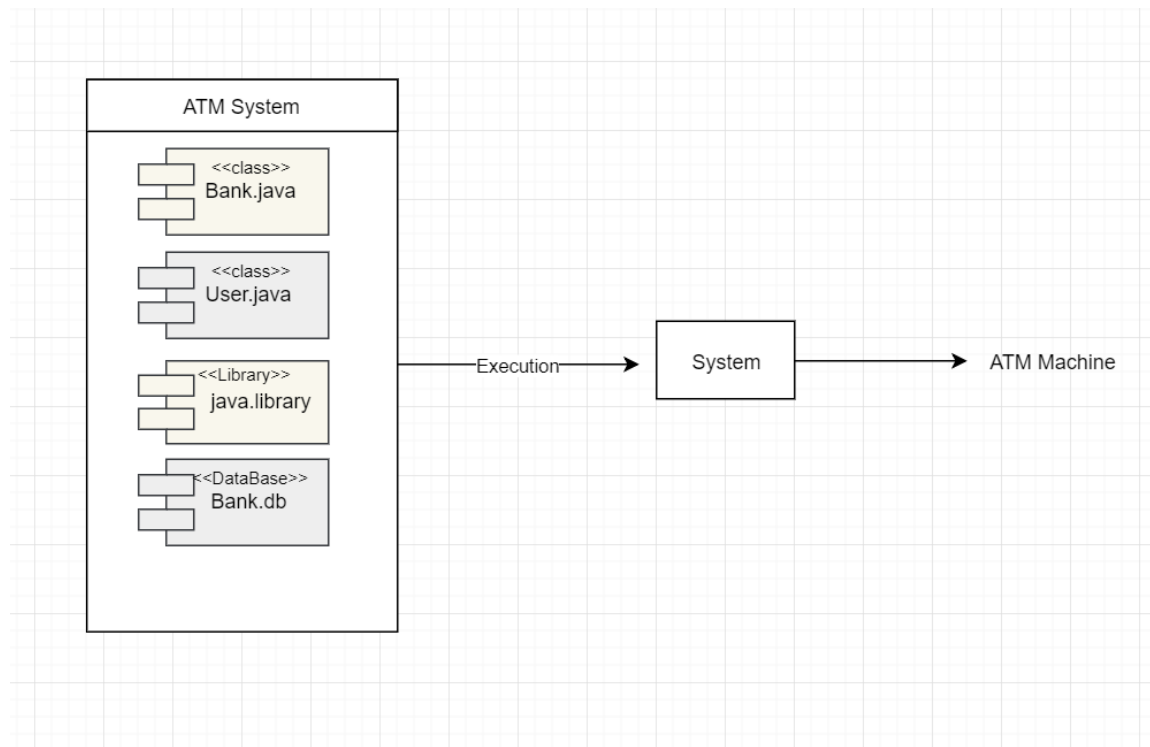 ATM System
<<class>>
Bank.java
<<class>>
User.java
<<Library>>
java.library
<<DataBase>>
Bank.db
Execution
System
ATM Machine